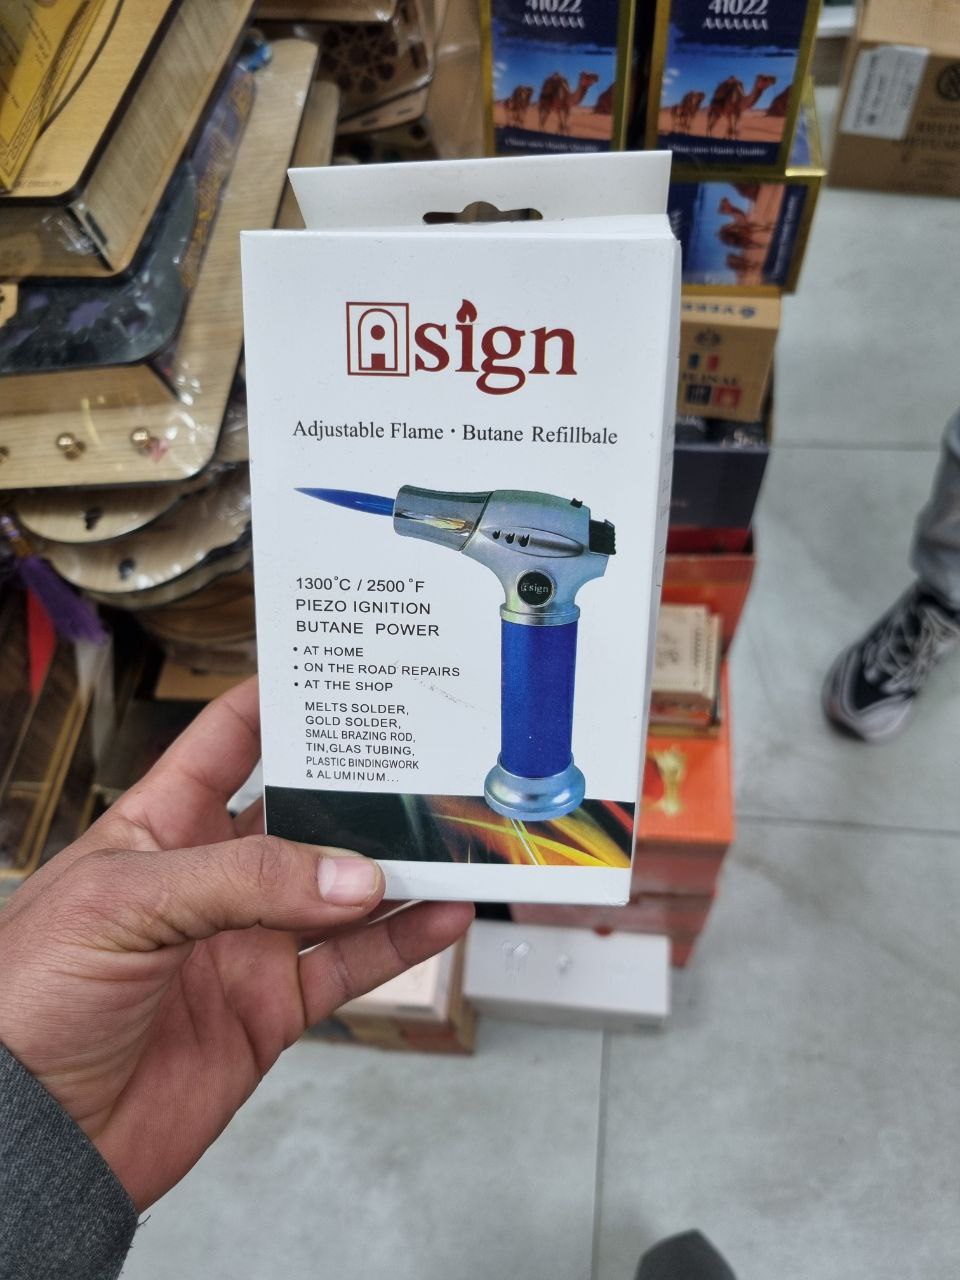 41022
41022
Asign
Adjustable Flame · Butane Refillbale
1300°C / 2500°F
PIEZO IGNITION
BUTANE POWER
• AT HOME
• ON THE ROAD REPAIRS
• AT THE SHOP
MELTS SOLDER,
GOLD SOLDER,
SMALL BRAZING ROD,
TIN,GLAS TUBING,
PLASTIC BINDINGWORK
& ALUMINUM...
Asign